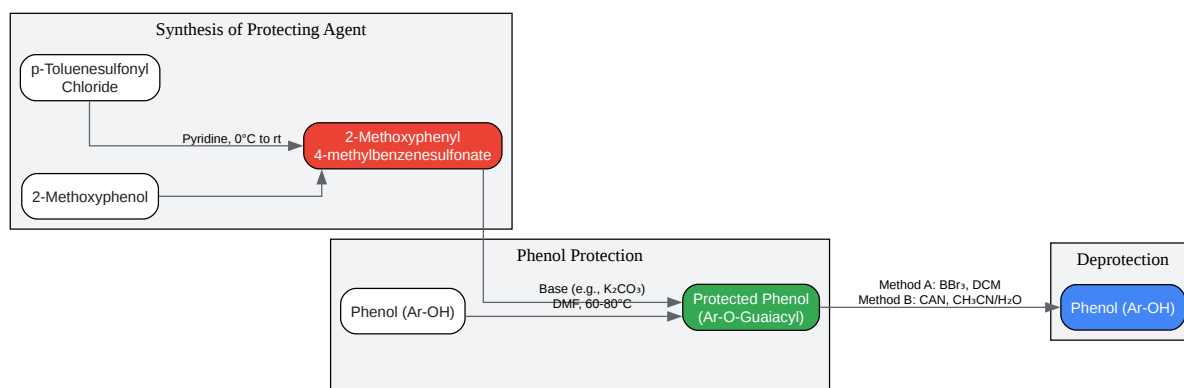 Synthesis of Protecting Agent
p-Toluenesulfonyl
Chloride
Pyridine, 0°C to rt
2-Methoxyphenyl
4-methylbenzenesulfonate
2-Methoxyphenol
Phenol Protection
Phenol (Ar-OH)
Base (e.g., K₂CO₃)
DMF, 60-80°C
Protected Phenol
(Ar-O-Guaiacyl)
Method A: BBr₃, DCM
Method B: CAN, CH₃CN/H₂O
Deprotection
Phenol (Ar-OH)